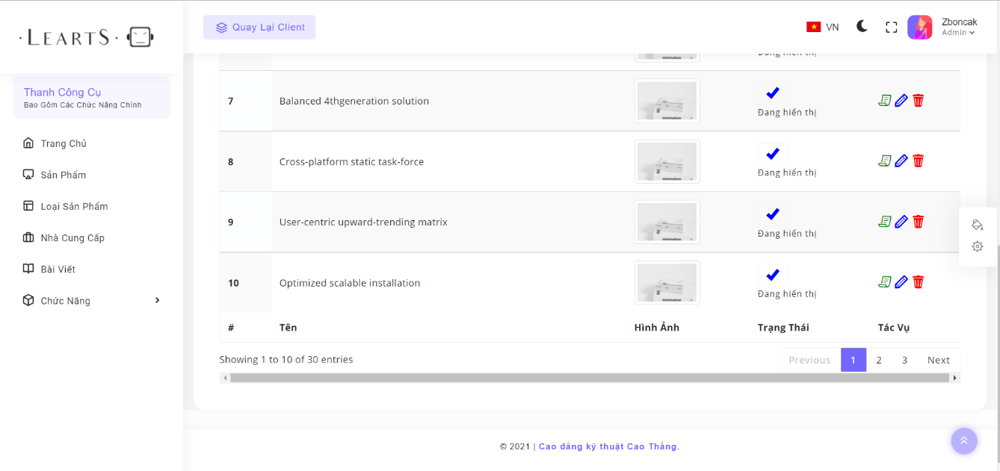 · LEARTS ·
Quay Lại Client
VN
Zboncak
Admin
Thanh Công Cụ
Bao Gồm Các Chức Năng Chính
Trang Chủ
Sản Phẩm
Loại Sản Phẩm
Nhà Cung Cấp
Bài Viết
Chức Năng
Đang hiển thị
7 Balanced 4thgeneration solution
Đang hiển thị
8 Cross-platform static task-force
Đang hiển thị
9 User-centric upward-trending matrix
Đang hiển thị
10 Optimized scalable installation
Đang hiển thị
# Tên Hình Ảnh Trạng Thái Tác Vụ
Showing 1 to 10 of 30 entries
Previous 1 2 3 Next
© 2021 | Cao đẳng kỹ thuật Cao Thắng.